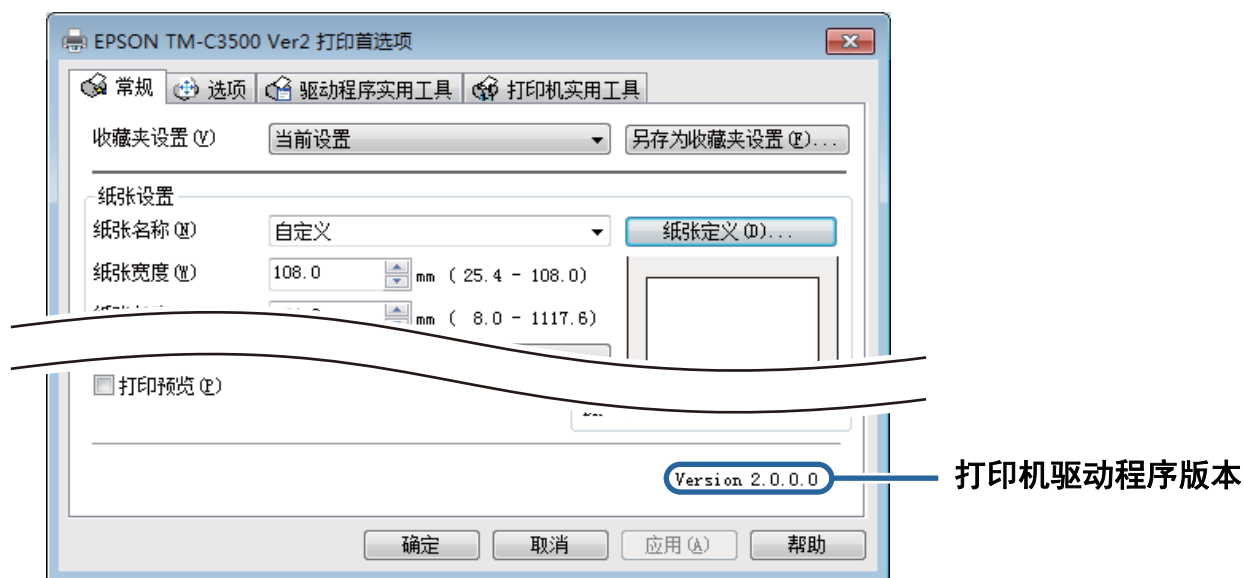 EPSON TM-C3500 Ver2 打印首选项
常规 选项 驱动程序实用工具 打印机实用工具
收藏夹设置(V) 当前设置 另存为收藏夹设置(F)...
纸张设置
纸张名称(N) 自定义 纸张定义(D)...
纸张宽度(W) 108.0 mm ( 25.4 - 108.0)
mm ( 8.0 - 1117.6)
打印预览(P)
Version 2.0.0.0 打印机驱动程序版本
确定 取消 应用(A) 帮助